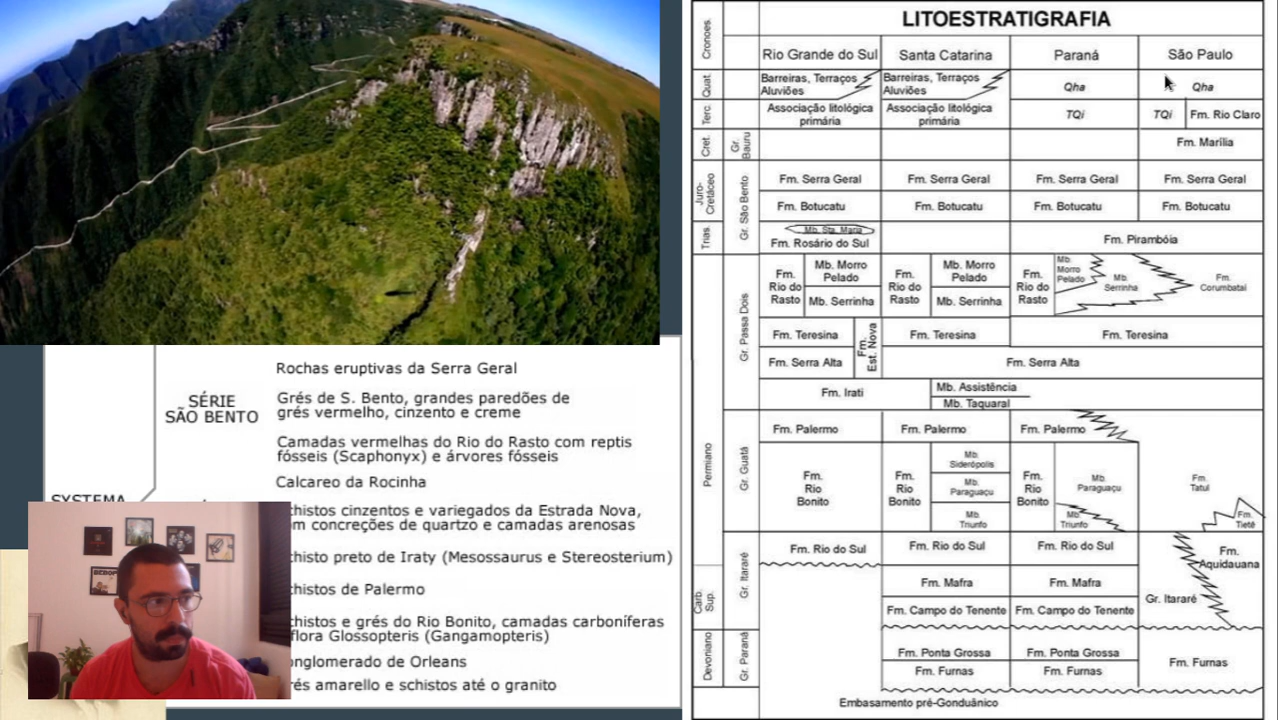 SÉRIE
SÃO BENTO
Rochas eruptivas da Serra Geral
Grés de S. Bento, grandes paredões de
grés vermelho, cinzento e creme
Camadas vermelhas do Rio do Rasto com reptis
fósseis (Scaphonyx) e árvores fósseis
Calcareo da Rocinha
SYSTEMA
chistos cinzentos e variegados da Estrada Nova,
om concreções de quartzo e camadas arenosas
chisto preto de Iraty (Mesossaurus e Stereosterium)
chistos de Palermo
chistos e grés do Rio Bonito, camadas carboníferas
flora Glossopteris (Gangamopteris)
onglomerado de Orleans
rés amarello e schistos até o granito
LITOESTRATIGRAFIA
Cronoes.
Rio Grande do Sul
Santa Catarina
Paraná
São Paulo
Quat.
Barreiras, Terraços
Aluviões
Barreiras, Terraços
Aluviões
Qha
Qha
Terc.
Associação litológica
primária
Associação litológica
primária
TQi
TQi
Fm. Rio Claro
Cret.
Gr.
Bauru
Fm. Marília
Juro-
Cretáceo
Gr. São Bento
Fm. Serra Geral
Fm. Serra Geral
Fm. Serra Geral
Fm. Serra Geral
Fm. Botucatu
Fm. Botucatu
Fm. Botucatu
Fm. Botucatu
Trias.
Mb. Sta. Maria
Fm. Rosário do Sul
Fm. Pirambóia
Permiano
Gr. Passa Dois
Fm.
Rio do
Rasto
Mb. Morro
Pelado
Mb. Serrinha
Fm.
Rio do
Rasto
Mb. Morro
Pelado
Mb. Serrinha
Fm.
Rio do
Rasto
Mb.
Morro
Pelado
Mb.
Serrinha
Fm.
Corumbatai
Fm. Teresina
Fm.
Est. Nova
Fm. Teresina
Fm. Teresina
Fm. Serra Alta
Fm. Serra Alta
Fm. Irati
Mb. Assistência
Mb. Taquaral
Gr. Guatá
Fm. Palermo
Fm. Palermo
Fm. Palermo
Fm.
Rio
Bonito
Fm.
Rio
Bonito
Mb.
Siderópolis
Mb.
Paraguaçu
Mb.
Triunfo
Fm.
Rio
Bonito
Mb.
Paraguaçu
Mb.
Triunfo
Fm.
Tatuí
Fm.
Tietê
Carb.
Sup.
Gr. Itararé
Fm. Rio do Sul
Fm. Rio do Sul
Fm. Rio do Sul
Fm.
Aquidauana
Fm. Mafra
Fm. Mafra
Gr. Itararé
Fm. Campo do Tenente
Fm. Campo do Tenente
Devoniano
Gr. Paraná
Fm. Ponta Grossa
Fm. Ponta Grossa
Fm. Furnas
Fm. Furnas
Fm. Furnas
Embasamento pré-Gonduânico